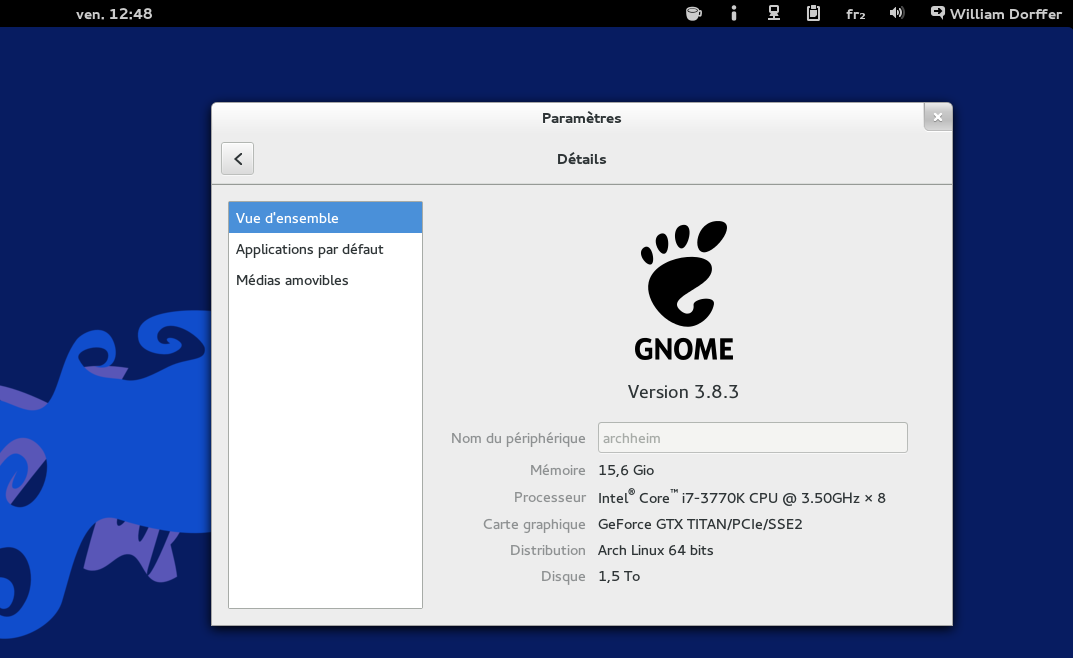 ven. 12:48 fr₂ William Dorffer
Paramètres
Détails
Vue d'ensemble
Applications par défaut
Médias amovibles
GNOME
Version 3.8.3
Nom du périphérique archheim
Mémoire 15,6 Gio
Processeur Intel® Core™ i7-3770K CPU @ 3.50GHz × 8
Carte graphique GeForce GTX TITAN/PCIe/SSE2
Distribution Arch Linux 64 bits
Disque 1,5 To